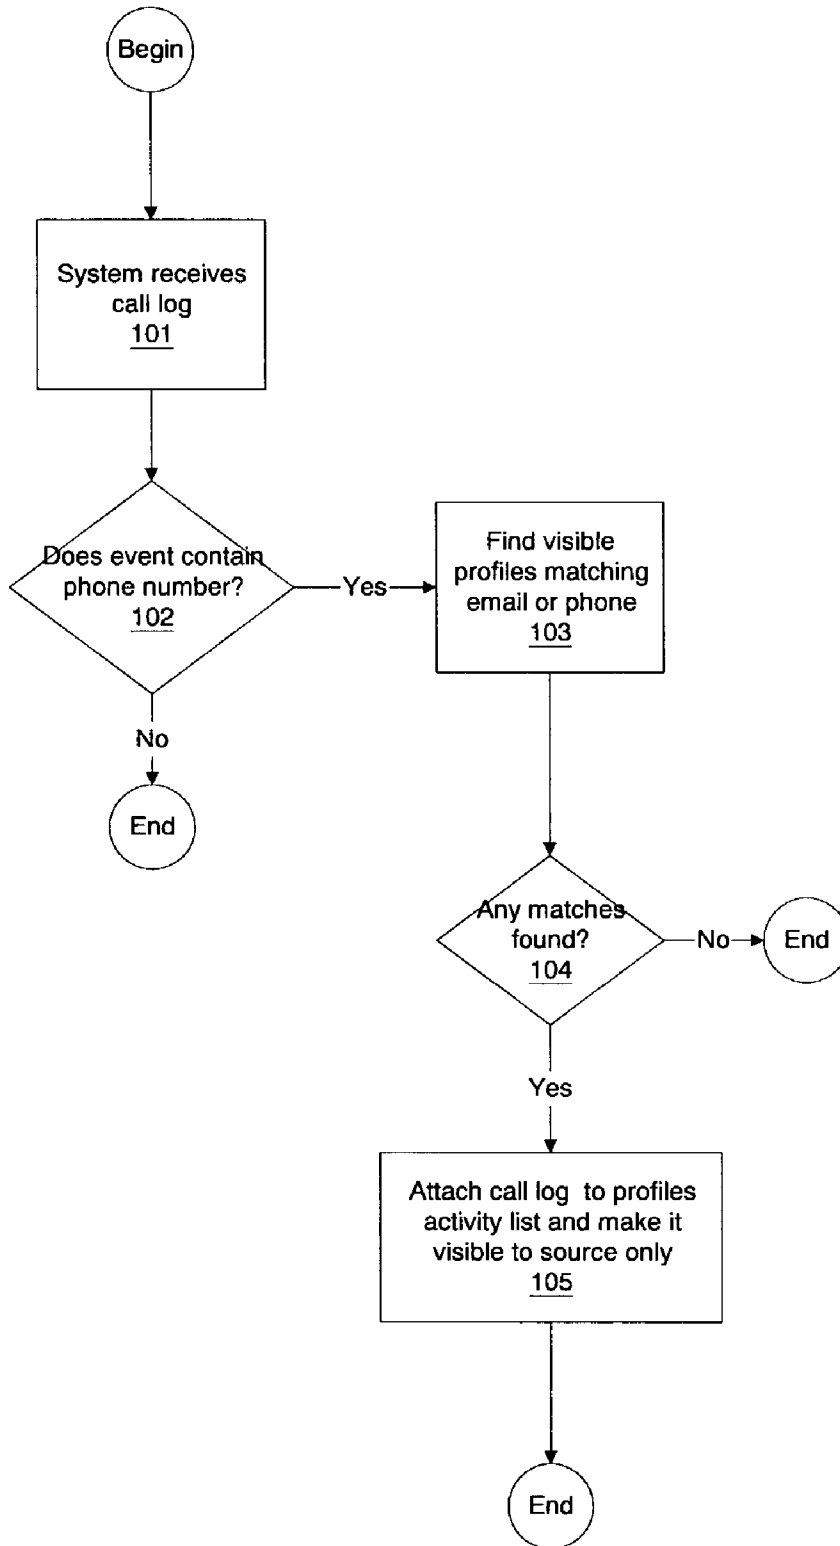 Begin
System receives
call log
101
Does event contain
phone number?
102
Yes
Find visible
profiles matching
email or phone
103
No
End
Any matches
found?
104
No
End
Yes
Attach call log to profiles
activity list and make it
visible to source only
105
End